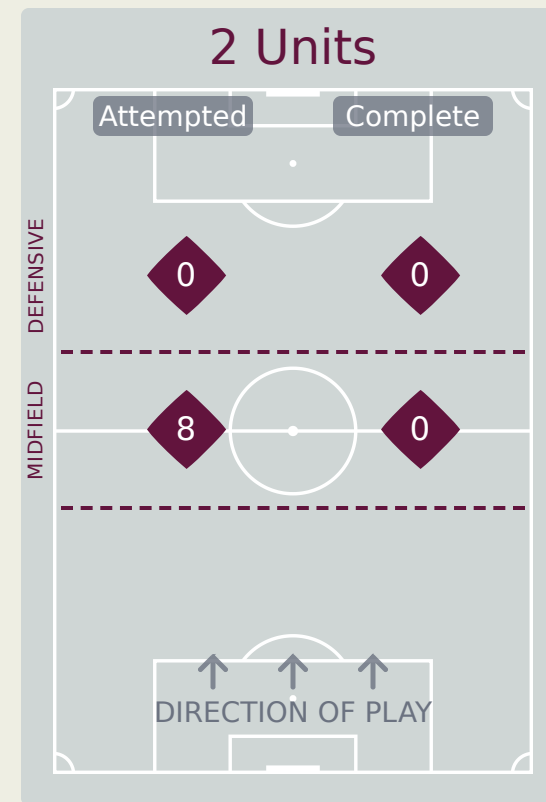 2 Units
Attempted Complete
DEFENSIVE
0 0
MIDFIELD
8 0
DIRECTION OF PLAY